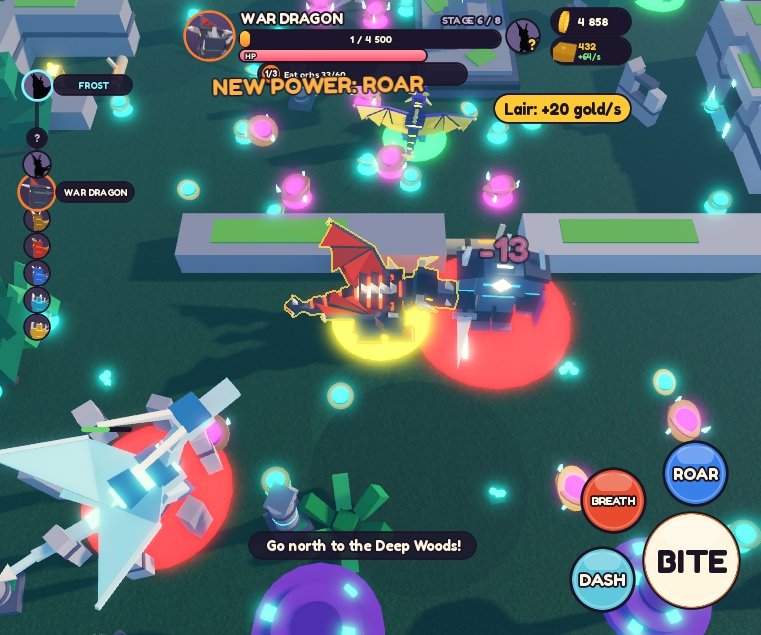 WAR DRAGON
STAGE 6 / 8
1 / 4 500
HP
1/3 Eat orbs 33/60
NEW POWER: ROAR
?
4 858
432
+64/s
Lair: +20 gold/s
FROST
?
WAR DRAGON
-13
Go north to the Deep Woods!
ROAR
BREATH
BITE
DASH